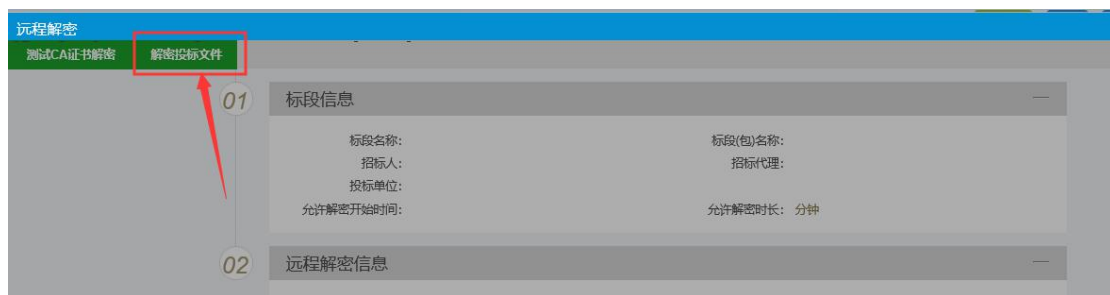 远程解密
测试CA证书解密 解密投标文件
01 标段信息
标段名称: 标段(包)名称:
招标人: 招标代理:
投标单位:
允许解密开始时间: 允许解密时长: 分钟
02 远程解密信息